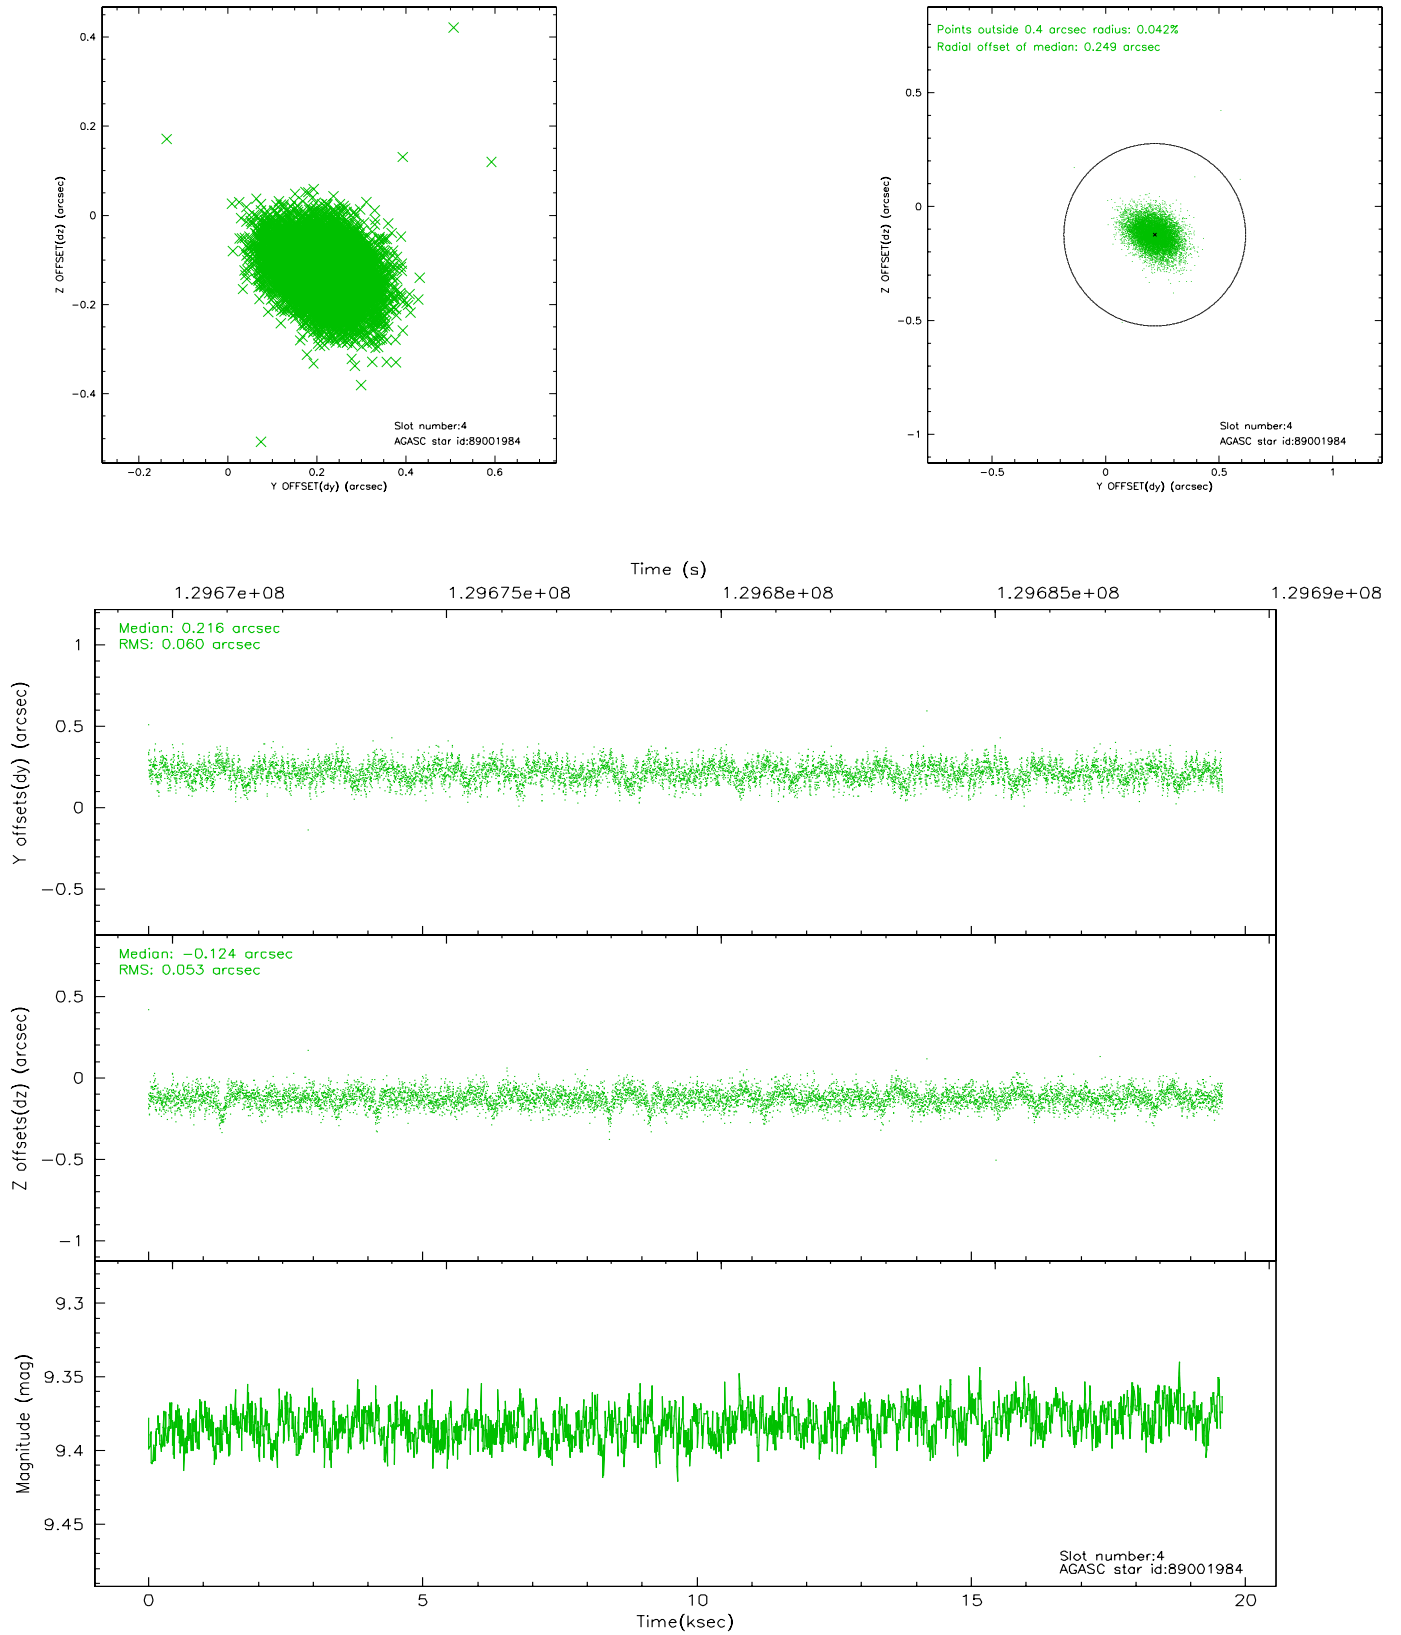 0.4
0.2
0
−0.2
−0.4
Z OFFSET(dz) (arcsec)
Slot number:4
AGASC star id:89001984
−0.2 0 0.2 0.4 0.6
Y OFFSET(dy) (arcsec)
Points outside 0.4 arcsec radius: 0.042%
Radial offset of median: 0.249 arcsec
0.5
0
−0.5
−1
Z OFFSET(dz) (arcsec)
Slot number:4
AGASC star id:89001984
−0.5 0 0.5 1
Y OFFSET(dy) (arcsec)
Time (s)
1.2967e+08 1.29675e+08 1.2968e+08 1.29685e+08 1.2969e+08
Median: 0.216 arcsec
RMS: 0.060 arcsec
1
0.5
0
−0.5
Y offsets(dy) (arcsec)
Median: −0.124 arcsec
RMS: 0.053 arcsec
0.5
0
−0.5
−1
Z offsets(dz) (arcsec)
9.3
9.35
9.4
9.45
Magnitude (mag)
Slot number:4
AGASC star id:89001984
0 5 10 15 20
Time(ksec)